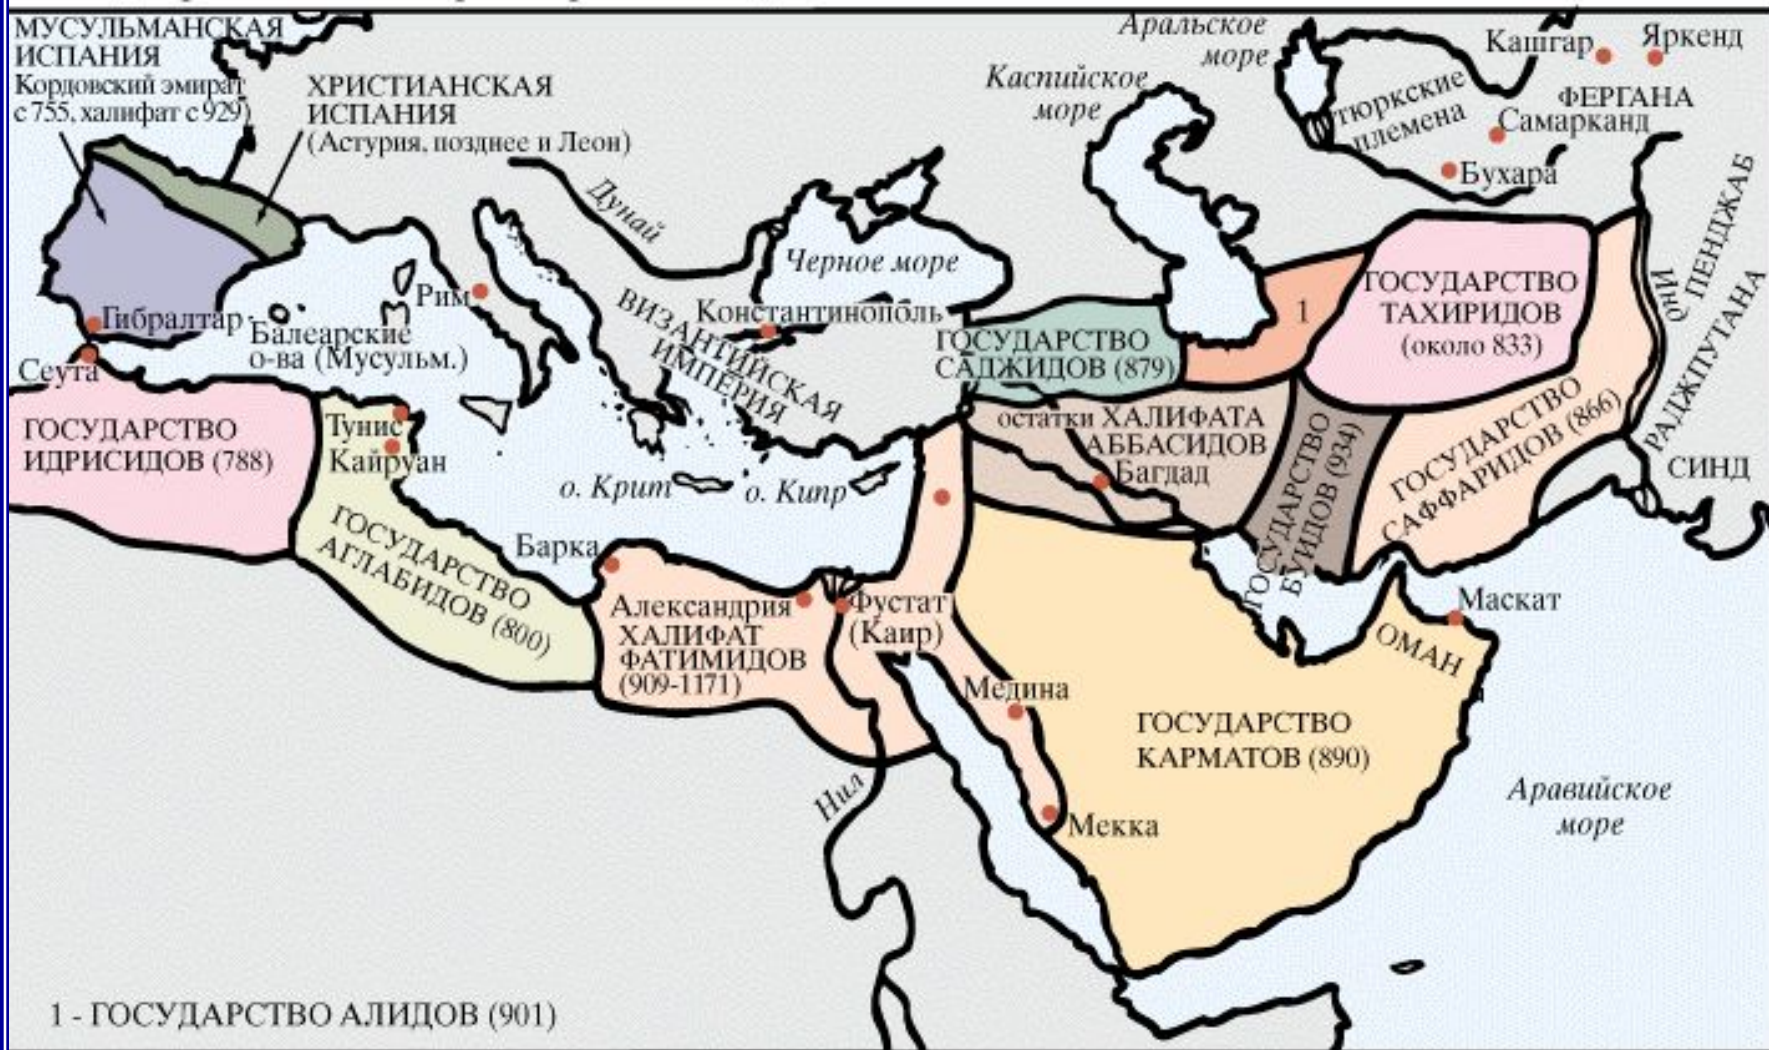 МУСУЛЬМАНСКАЯ
ИСПАНИЯ
Кордовский эмират
с 755, халифат с 929)
ХРИСТИАНСКАЯ
ИСПАНИЯ
(Астурия, позднее и Леон)
Дунай
Каспийское
море
Аральское
море
тюркские
племена
Кашгар
Яркенд
ФЕРГАНА
Самарканд
Бухара
ПЕНДЖАБ
Инд
РАДЖПУТАНА
СИНД
Черное море
Рим
Константинополь
ВИЗАНТИЙСКАЯ
ИМПЕРИЯ
Гибралтар
Балеарские
о-ва (Мусульм.)
Сеута
ГОСУДАРСТВО
САДЖИДОВ (879)
1
ГОСУДАРСТВО
ТАХИРИДОВ
(около 833)
ГОСУДАРСТВО
ИДРИСИДОВ (788)
Тунис
Кайруан
остатки ХАЛИФАТА
АББАСИДОВ
Багдад
ГОСУДАРСТВО
БУИДОВ (934)
ГОСУДАРСТВО
САФФАРИДОВ (866)
о. Крит
о. Кипр
ГОСУДАРСТВО
АГЛАБИДОВ (800)
Барка
Александрия
ХАЛИФАТ
ФАТИМИДОВ
(909-1171)
Фустат
(Каир)
Маскат
ОМАН
Медина
ГОСУДАРСТВО
КАРМАТОВ (890)
Мекка
Нил
Аравийское
море
1 - ГОСУДАРСТВО АЛИДОВ (901)